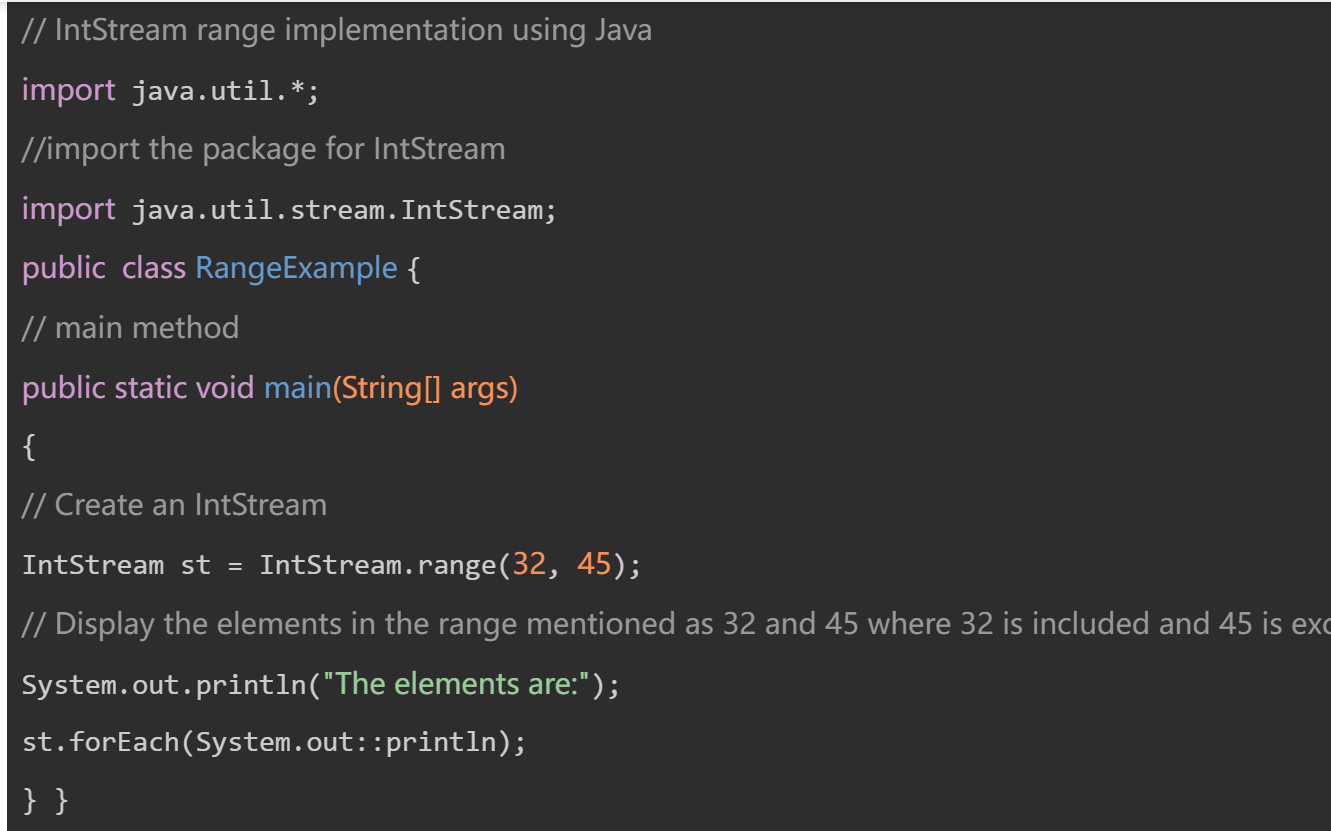 // IntStream range implementation using Java
import java.util.*;
//import the package for IntStream
import java.util.stream.IntStream;
public class RangeExample {
// main method
public static void main(String[] args)
{
// Create an IntStream
IntStream st = IntStream.range(32, 45);
// Display the elements in the range mentioned as 32 and 45 where 32 is included and 45 is
System.out.println("The elements are:");
st.forEach(System.out::println);
} }